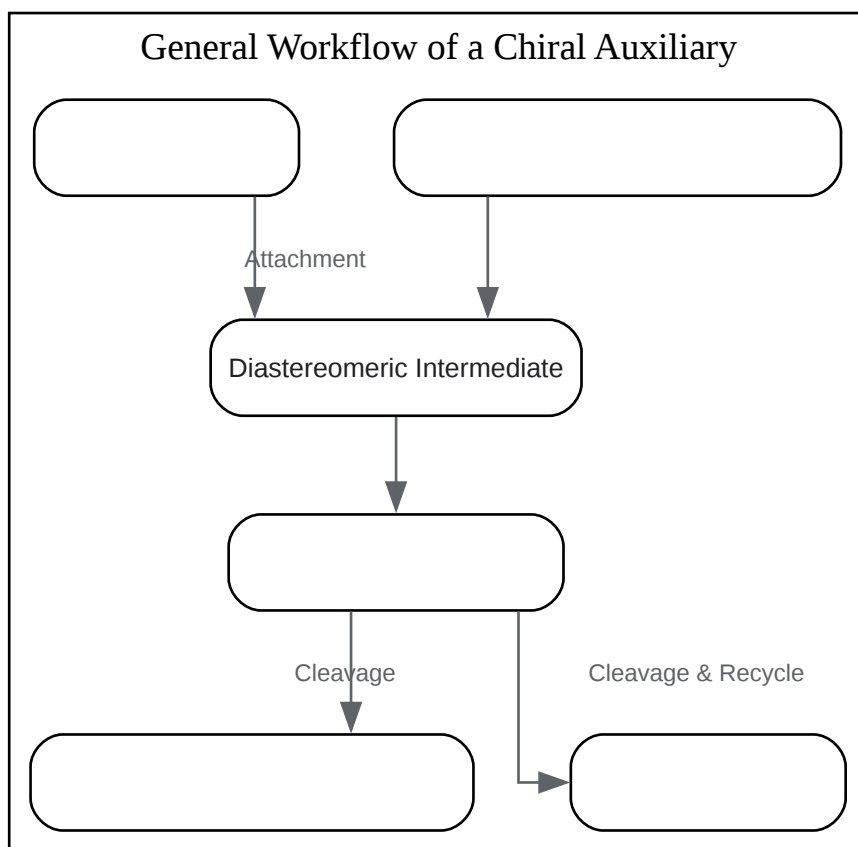 General Workflow of a Chiral Auxiliary
Attachment
Diastereomeric Intermediate
Cleavage
Cleavage & Recycle